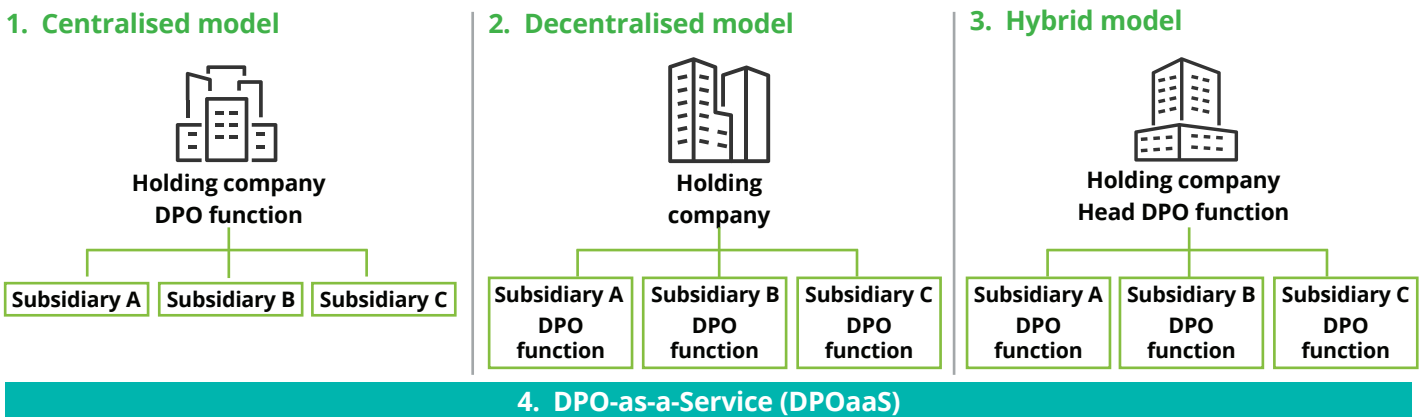 1. Centralised model
Holding company
DPO function
Subsidiary A
Subsidiary B
Subsidiary C
2. Decentralised model
Holding
company
Subsidiary A
DPO
function
Subsidiary B
DPO
function
Subsidiary C
DPO
function
3. Hybrid model
Holding company
Head DPO function
Subsidiary A
DPO
function
Subsidiary B
DPO
function
Subsidiary C
DPO
function
4. DPO-as-a-Service (DPOaaS)